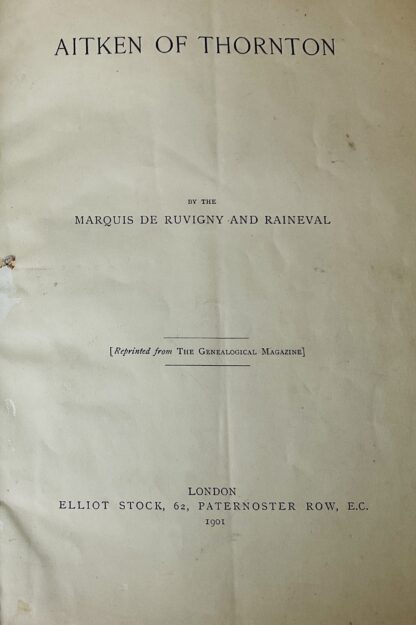 AITKEN OF THORNTON
BY THE
MARQUIS DE RUVIGNY AND RAINEVAL
[Reprinted from THE GENEALOGICAL MAGAZINE]
LONDON
ELLIOT STOCK, 62, PATERNOSTER ROW, E.C.
1901